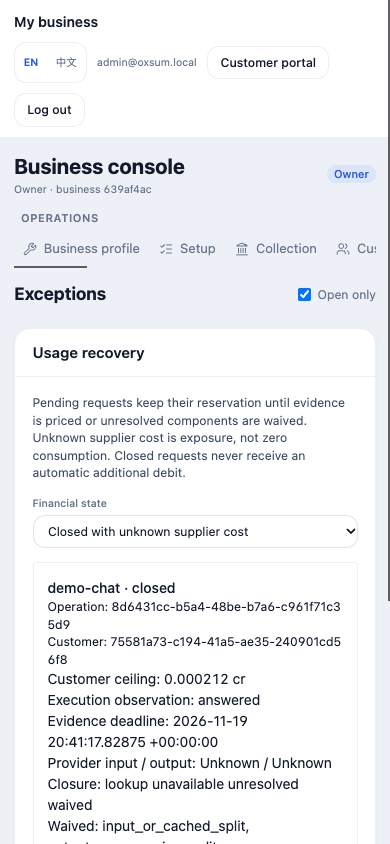 My business
EN 中文 admin@oxsum.local Customer portal
Log out
Business console
Owner · business 639af4ac
Owner
OPERATIONS
Business profile Setup Collection Cus
Exceptions
Open only
Usage recovery
Pending requests keep their reservation until evidence
is priced or unresolved components are waived.
Unknown supplier cost is exposure, not zero
consumption. Closed requests never receive an
automatic additional debit.
Financial state
Closed with unknown supplier cost
demo-chat · closed
Operation: 8d6431cc-b5a4-48be-b7a6-c961f71c3
5d9
Customer: 75581a73-c194-41a5-ae35-240901cd5
6f8
Customer ceiling: 0.000212 cr
Execution observation: answered
Evidence deadline: 2026-11-19
20:41:17.82875 +00:00:00
Provider input / output: Unknown / Unknown
Closure: lookup unavailable unresolved
waived
Waived: input_or_cached_split,